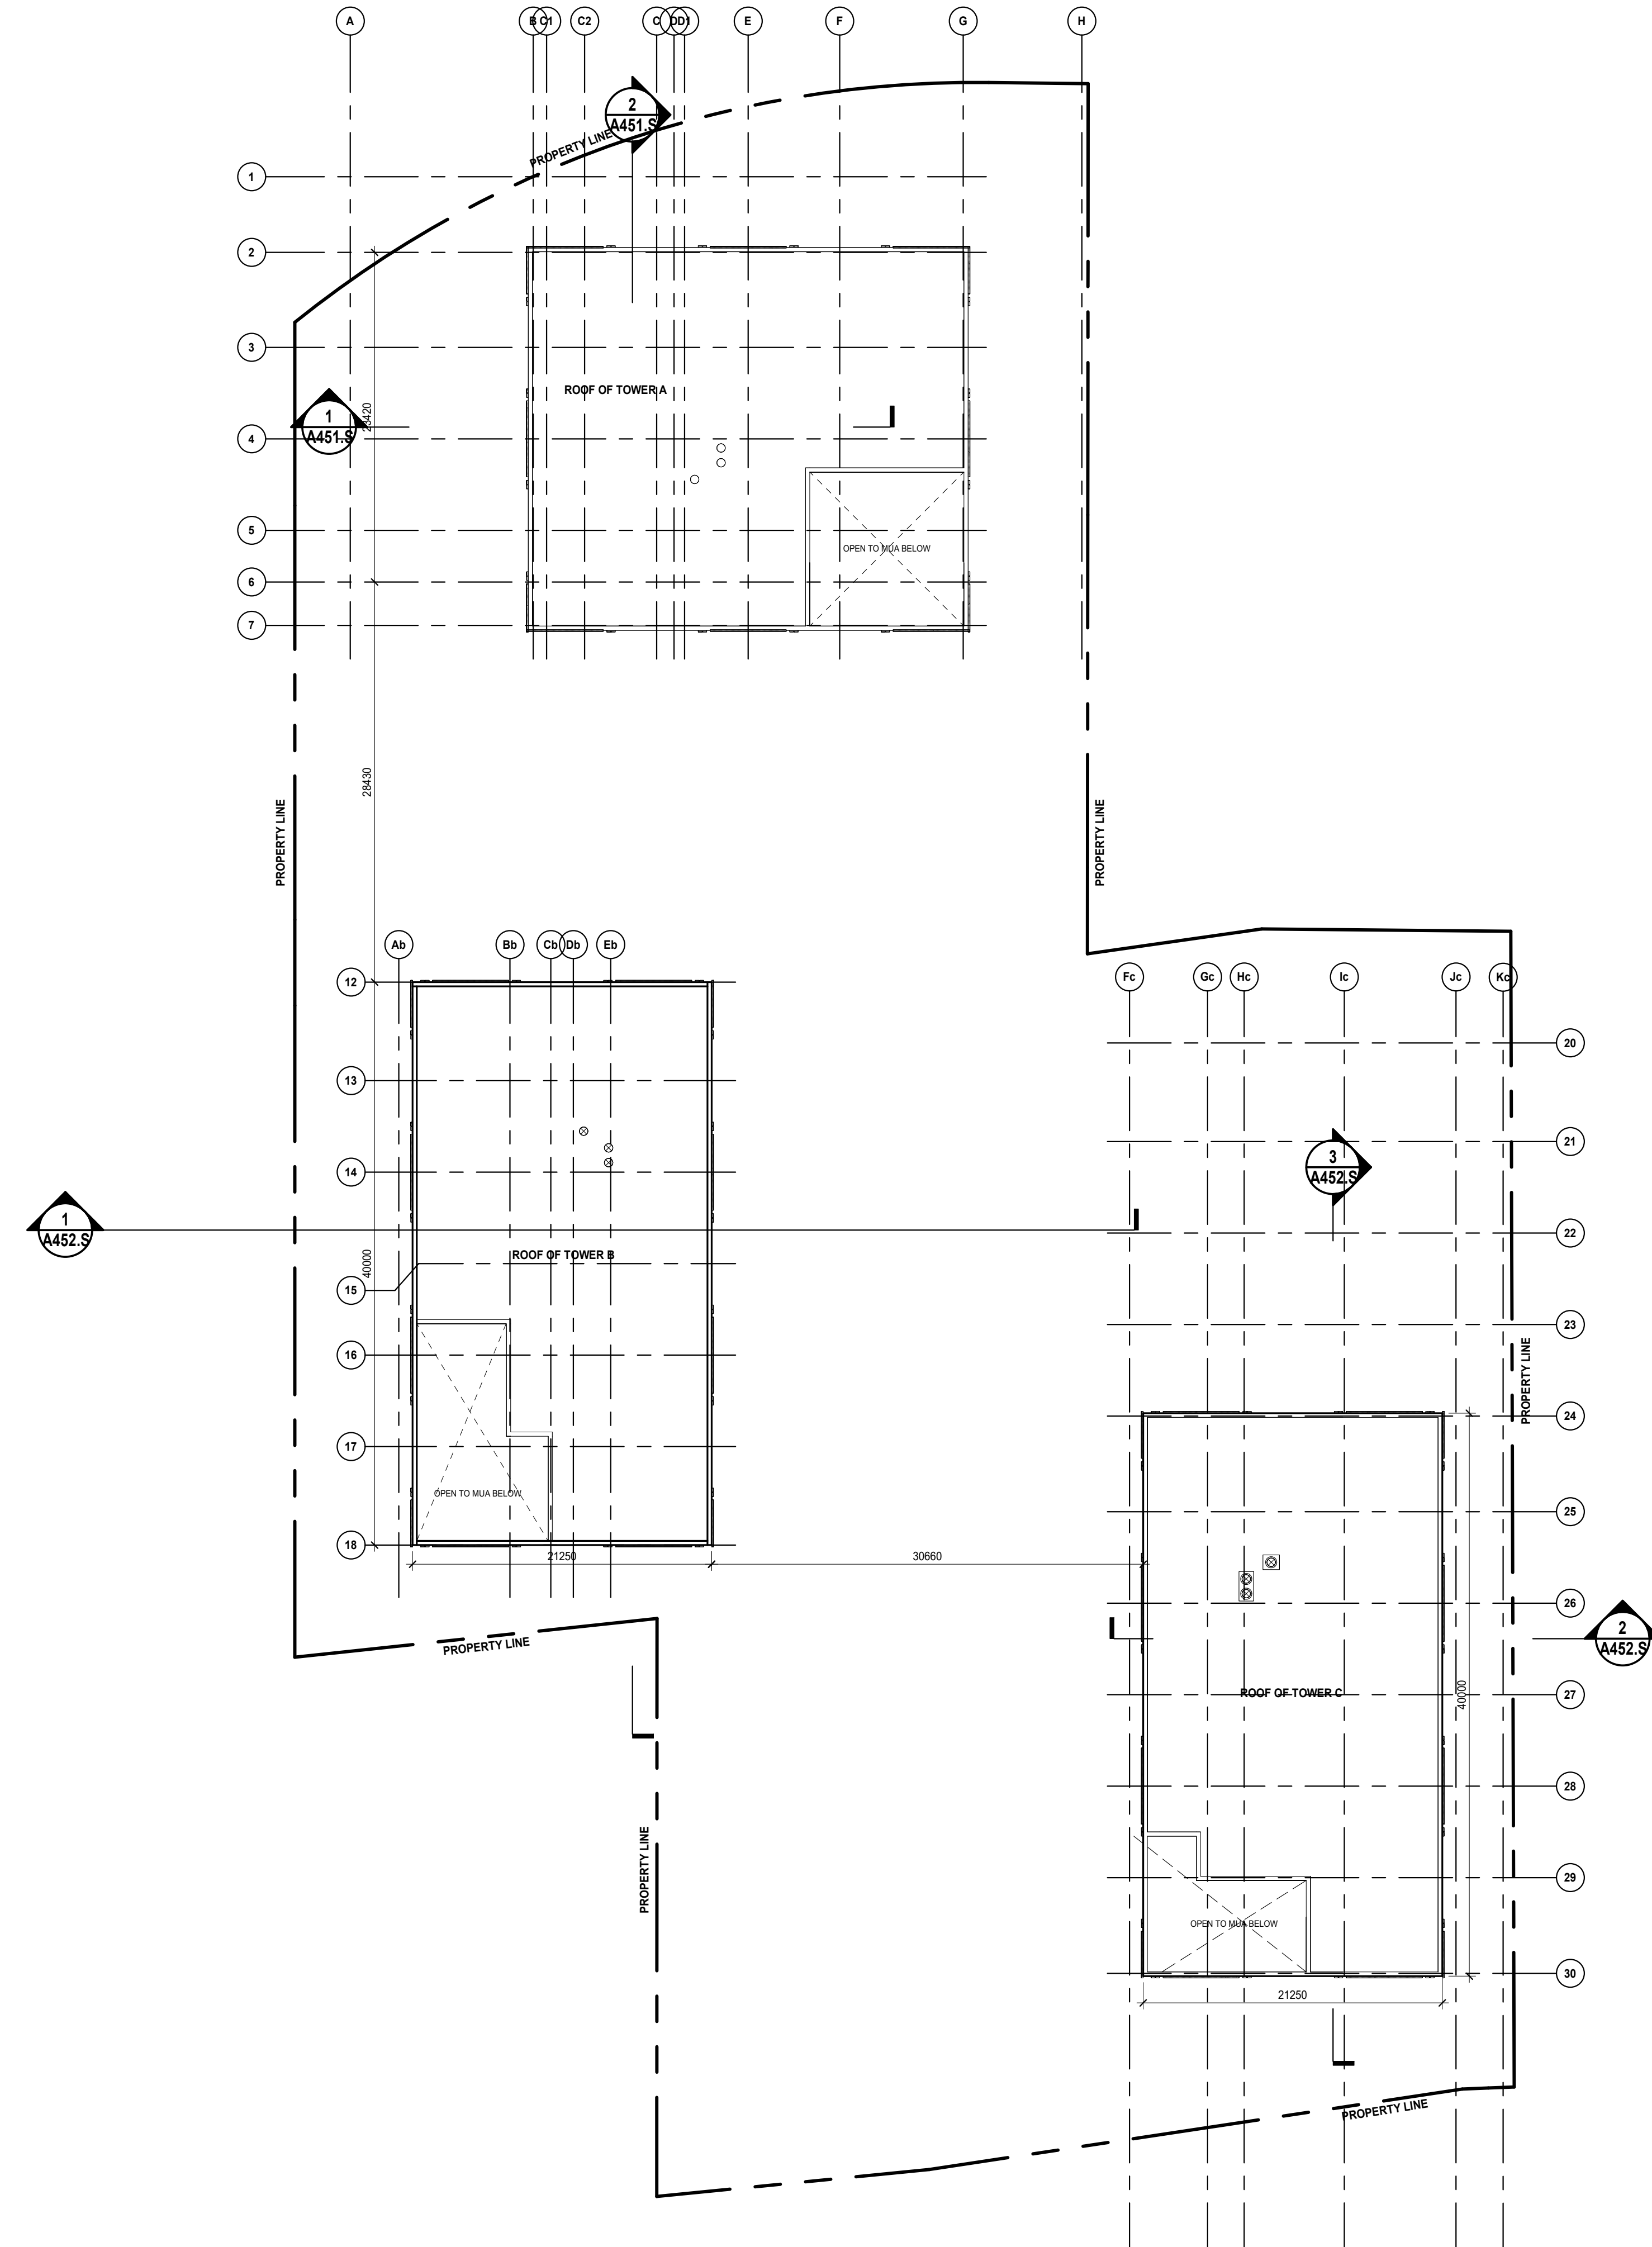 A
B
C1
C2
C
D
D1
E
F
G
H
2
A451.S
PROPERTY LINE
1
2
3
ROOF OF TOWER A
1
A451.S
23420
4
5
OPEN TO MUA BELOW
6
7
28430
PROPERTY LINE
PROPERTY LINE
Ab
Bb
Cb
Db
Eb
Fc
Gc
Hc
Ic
Jc
Kc
12
20
13
21
3
A452.S
14
1
A452.S
22
ROOF OF TOWER B
40000
15
23
16
PROPERTY LINE
24
17
OPEN TO MUA BELOW
25
18
21250
30660
26
2
A452.S
PROPERTY LINE
ROOF OF TOWER C
40000
27
28
PROPERTY LINE
29
OPEN TO MUA BELOW
30
21250
PROPERTY LINE